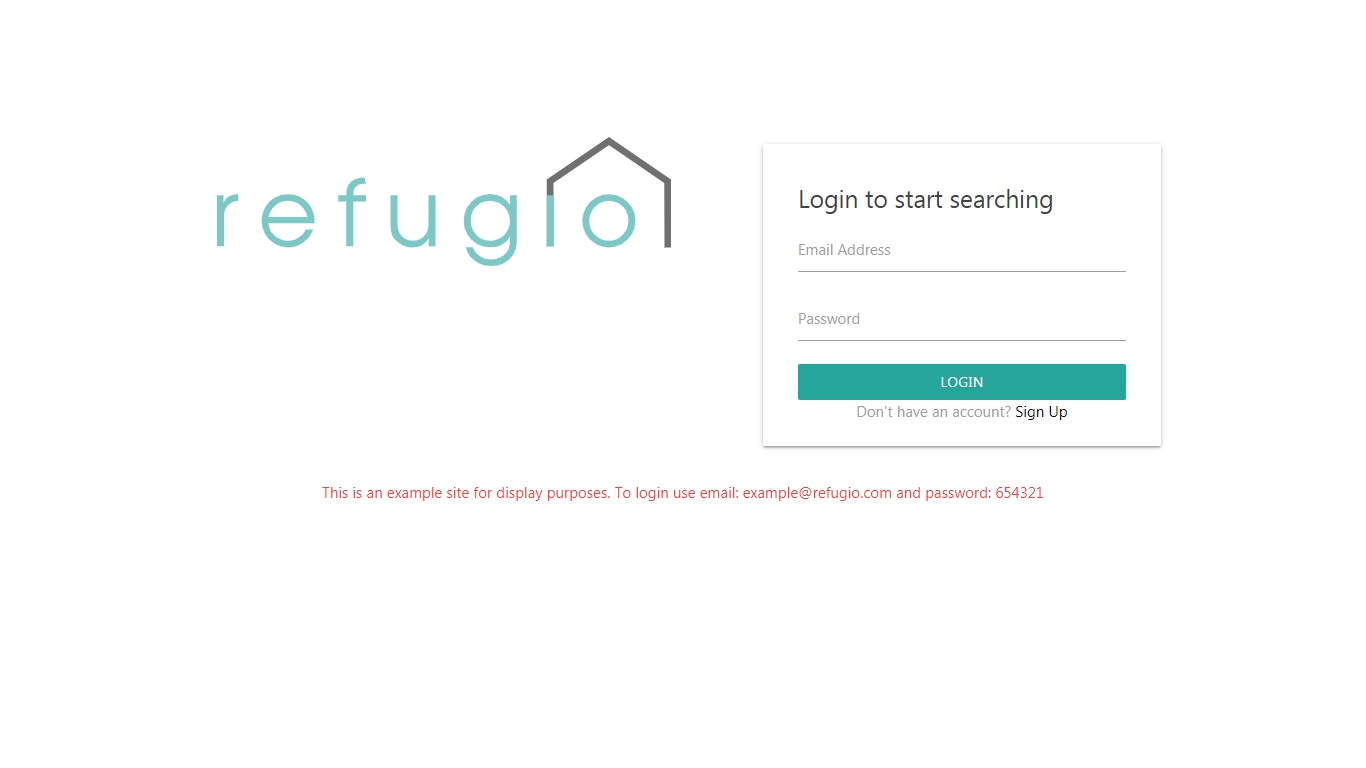 refugio
Login to start searching
Email Address
Password
LOGIN
Don't have an account? Sign Up
This is an example site for display purposes. To login use email: example@refugio.com and password: 654321